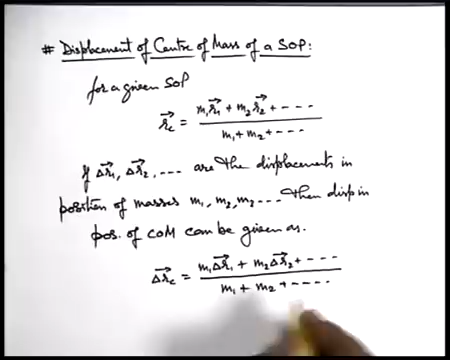 # Displacement of Centre of Mass of a SOP:
for a given SOP
r⃗c = (m₁r⃗₁ + m₂r⃗₂ + - - - -) / (m₁ + m₂ + - - - -)
If Δr⃗₁, Δr⃗₂, .... are the displacements in
position of masses m₁, m₂, m₃ .... then disp in
pos. of CoM can be given as.
Δr⃗c = (m₁Δr⃗₁ + m₂Δr⃗₂ + - - - -) / (m₁ + m₂ + - - - -)